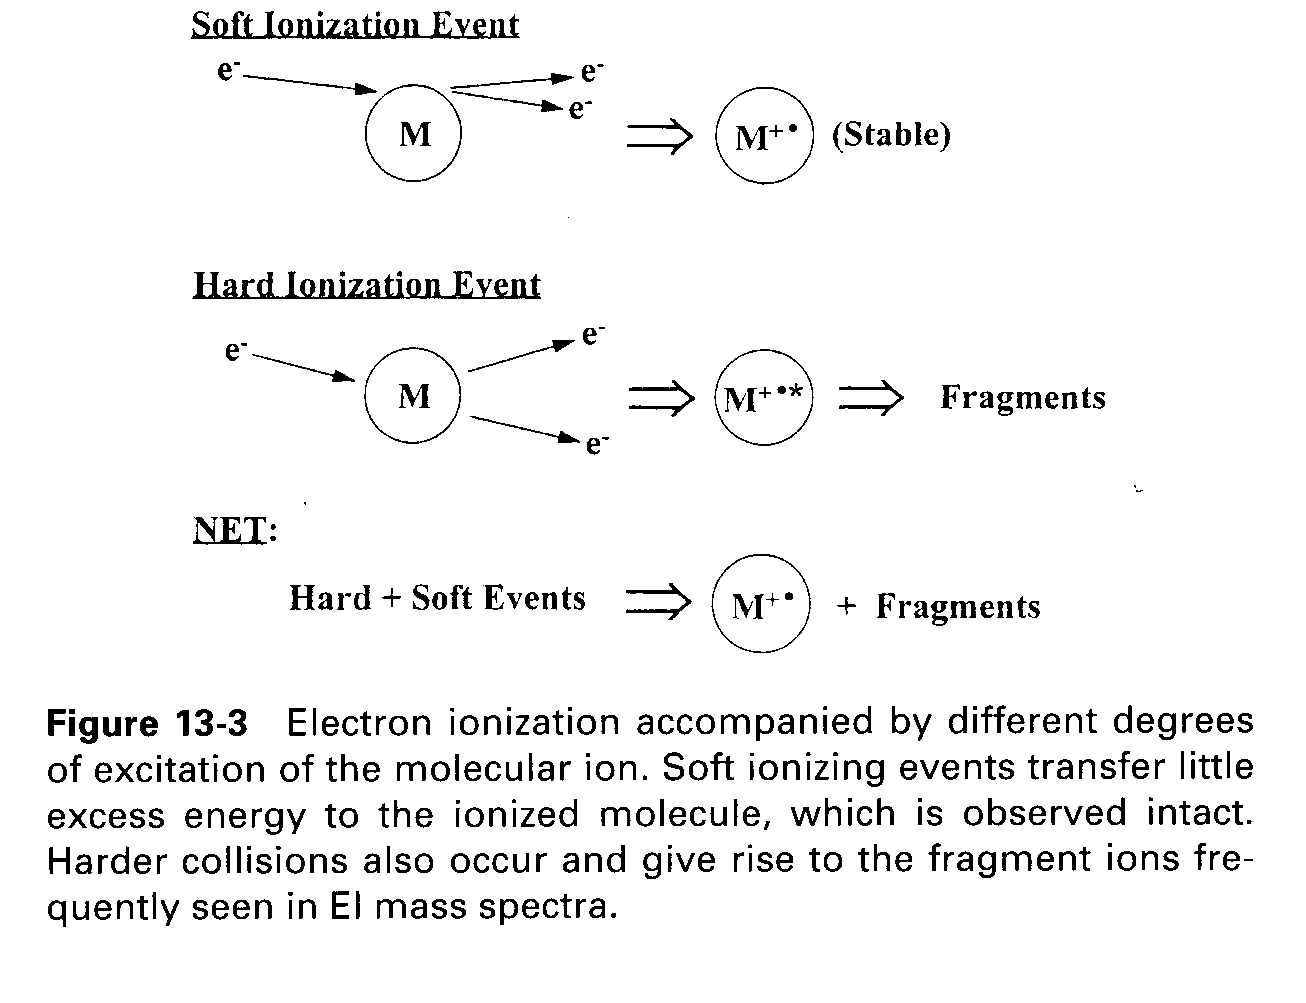 Soft Ionization Event
e⁻ e⁻
e⁻
M M⁺• (Stable)
Hard Ionization Event
e⁻ e⁻
M M⁺•* Fragments
e⁻
NET:
Hard + Soft Events M⁺• + Fragments
Figure 13-3 Electron ionization accompanied by different degrees
of excitation of the molecular ion. Soft ionizing events transfer little
excess energy to the ionized molecule, which is observed intact.
Harder collisions also occur and give rise to the fragment ions fre-
quently seen in EI mass spectra.